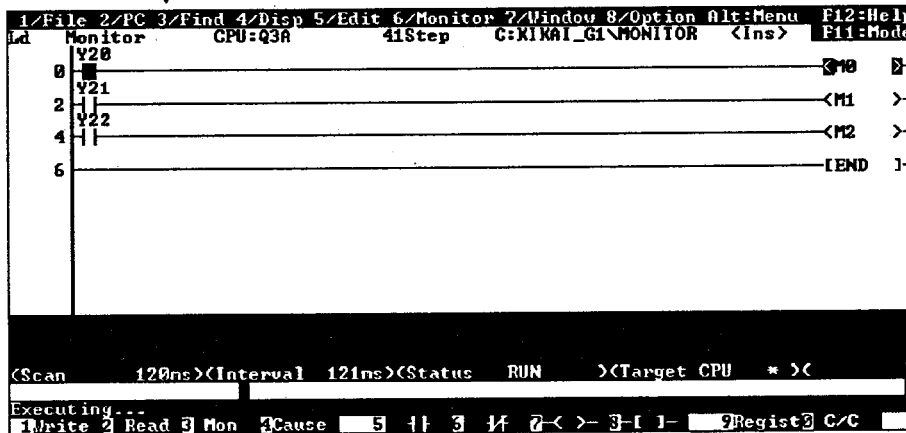 1/File 2/PC 3/Find 4/Disp 5/Edit 6/Monitor 7/Window 8/Option Alt:Menu F12:Help
Ld Monitor CPU:Q3A 41Step C:KIKAI_G1\MONITOR <Ins> F11:Mode
Y20
0 <M0 >
Y21
2 <M1 >
Y22
4 <M2 >
6 [END ]
<Scan 120ms><Interval 121ms><Status RUN ><Target CPU * ><
Executing---
1Write 2 Read 3 Mon 4Cause 5 ┤├ 6 ┤/├ 7-< >- 8-[ ]- 9Regist0 C/C